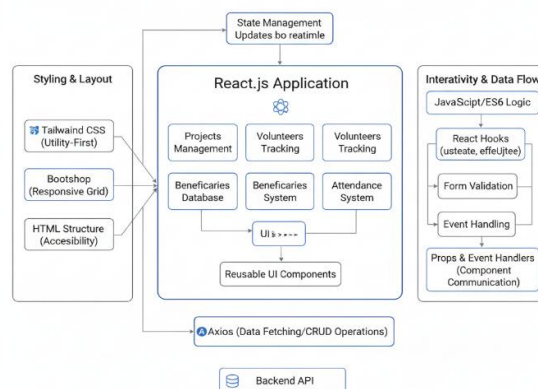 State Management
Updates bo reatimle
Styling & Layout
Tailwaind CSS
(Utility-First)
Bootshop
(Responsive Grid)
HTML Structure
(Accesibility)
React.js Application
Projects
Management
Volunteers
Tracking
Volunteers
Tracking
Beneficaries
Database
Beneficaries
System
Attendance
System
UI
Reusable UI Components
Interativity & Data Flow
JavaScipt/ES6 Logic
React Hooks
(usteate, effeUjtee)
Form Validation
Event Handling
Props & Event Handlers
(Component
Communication)
Axios (Data Fetching/CRUD Operations)
Backend API